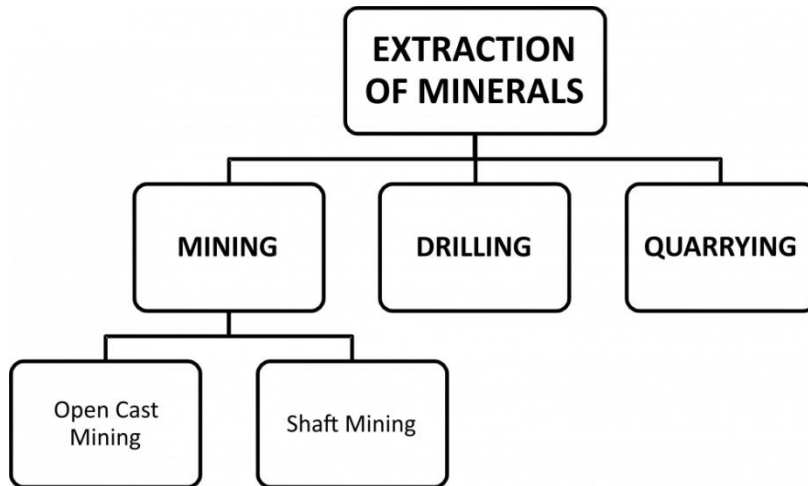 EXTRACTION
OF MINERALS
MINING
DRILLING
QUARRYING
Open Cast
Mining
Shaft Mining